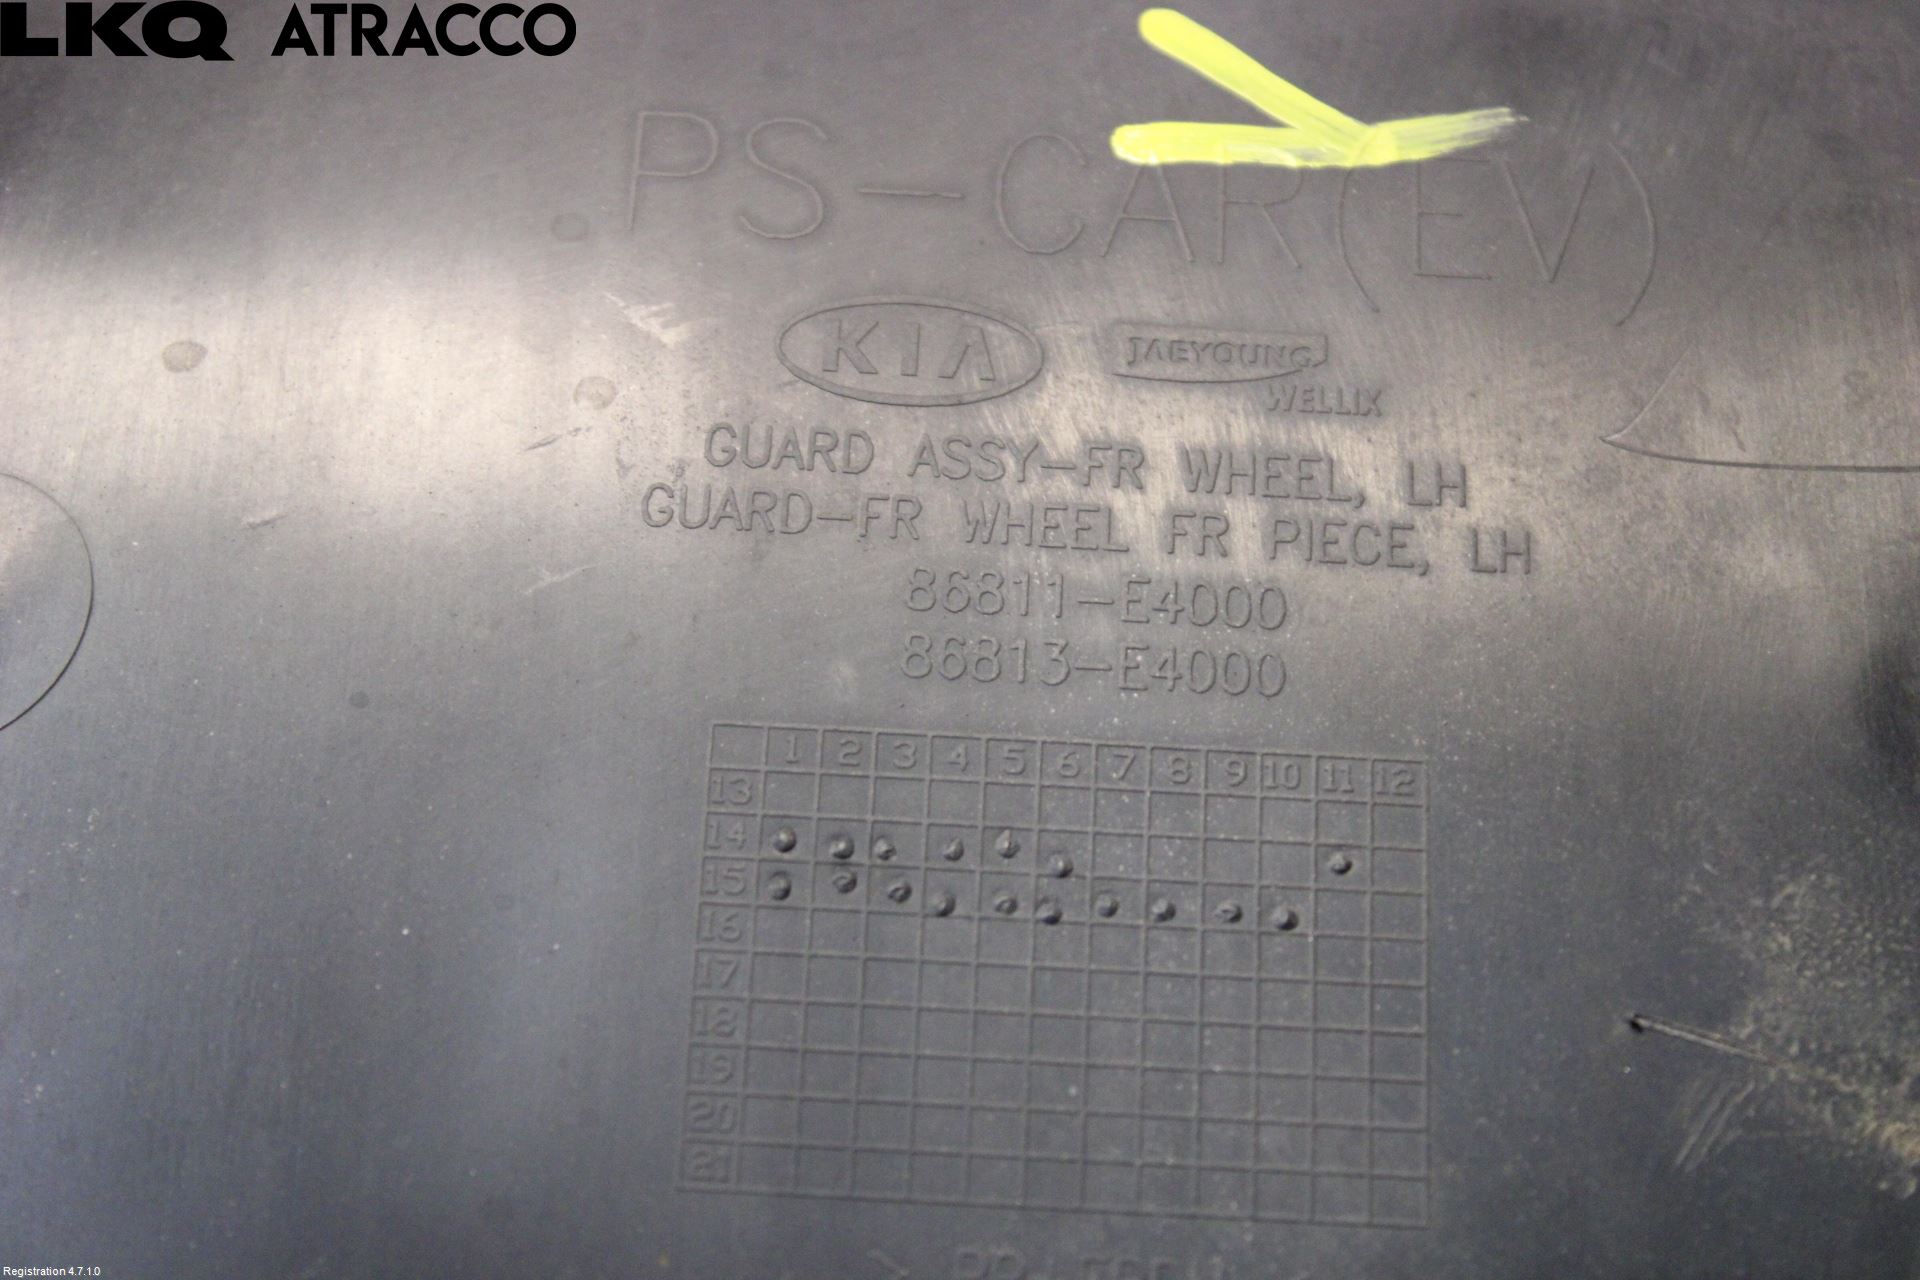 LKQ ATRACCO
PS-CAR(EV)
KIA JAEYOUNG
WELLIX
GUARD ASSY-FR WHEEL, LH
GUARD-FR WHEEL FR PIECE, LH
86811-E4000
86813-E4000
1 2 3 4 5 6 7 8 9 10 11 12
13
14
15
16
17
18
19
20
21
Registration 4.7.1.0